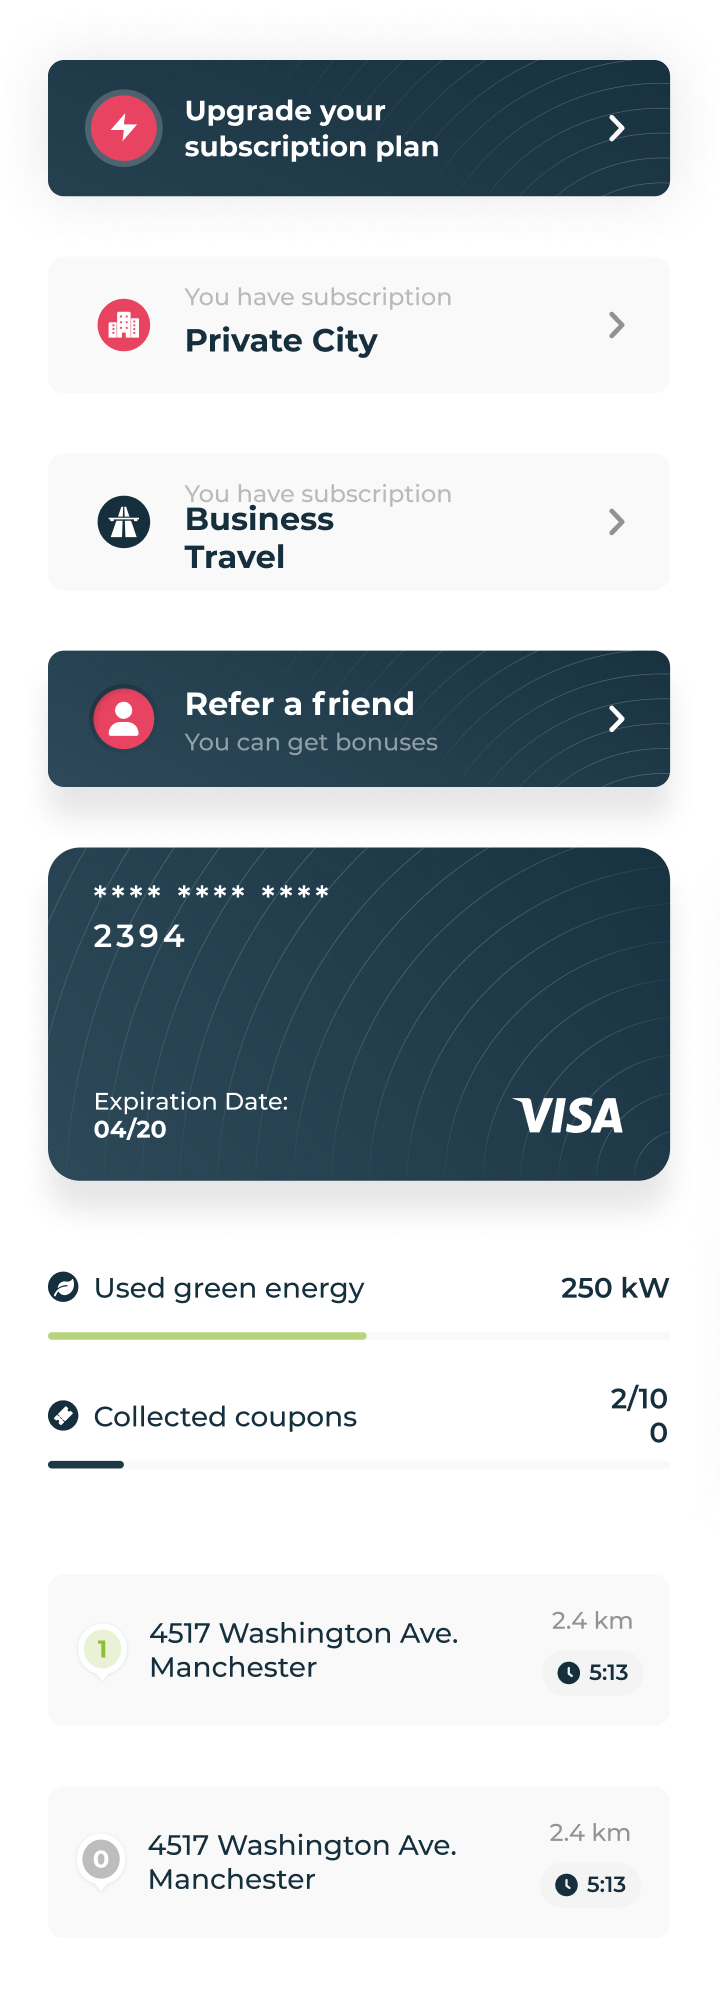 Upgrade your
subscription plan
You have subscription
Private City
You have subscription
Business
Travel
Refer a friend
You can get bonuses
**** **** ****
2394
Expiration Date:
04/20
VISA
Used green energy
250 kW
Collected coupons
2/10
0
1
4517 Washington Ave.
Manchester
2.4 km
5:13
0
4517 Washington Ave.
Manchester
2.4 km
5:13